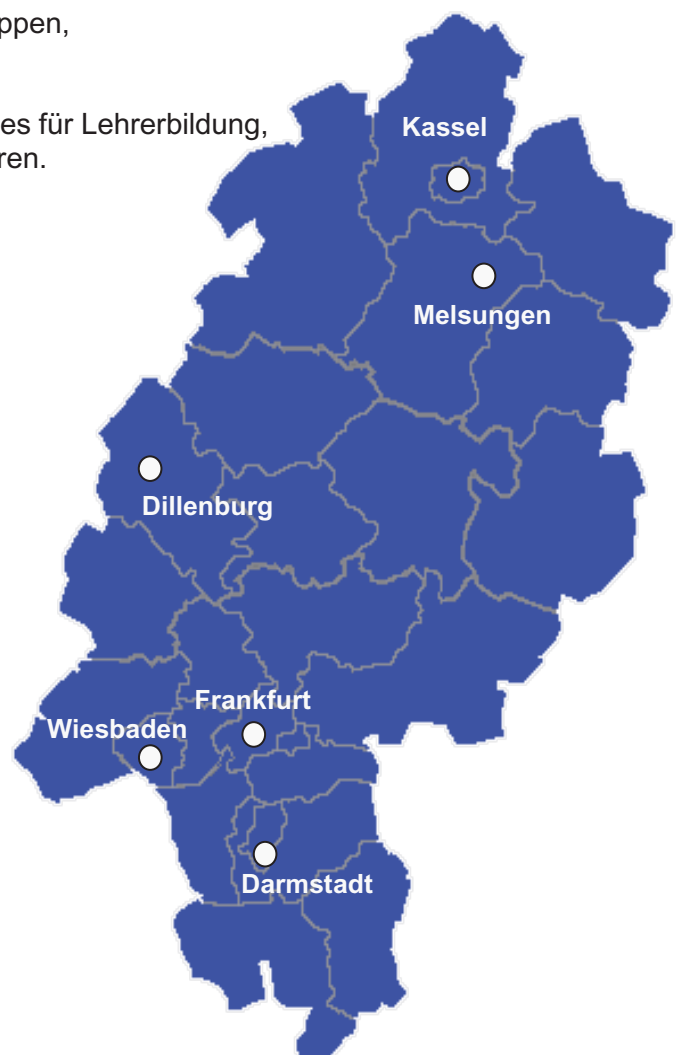 ppen,
es für Lehrerbildung,
ren.
Kassel
Melsungen
Dillenburg
Frankfurt
Wiesbaden
Darmstadt